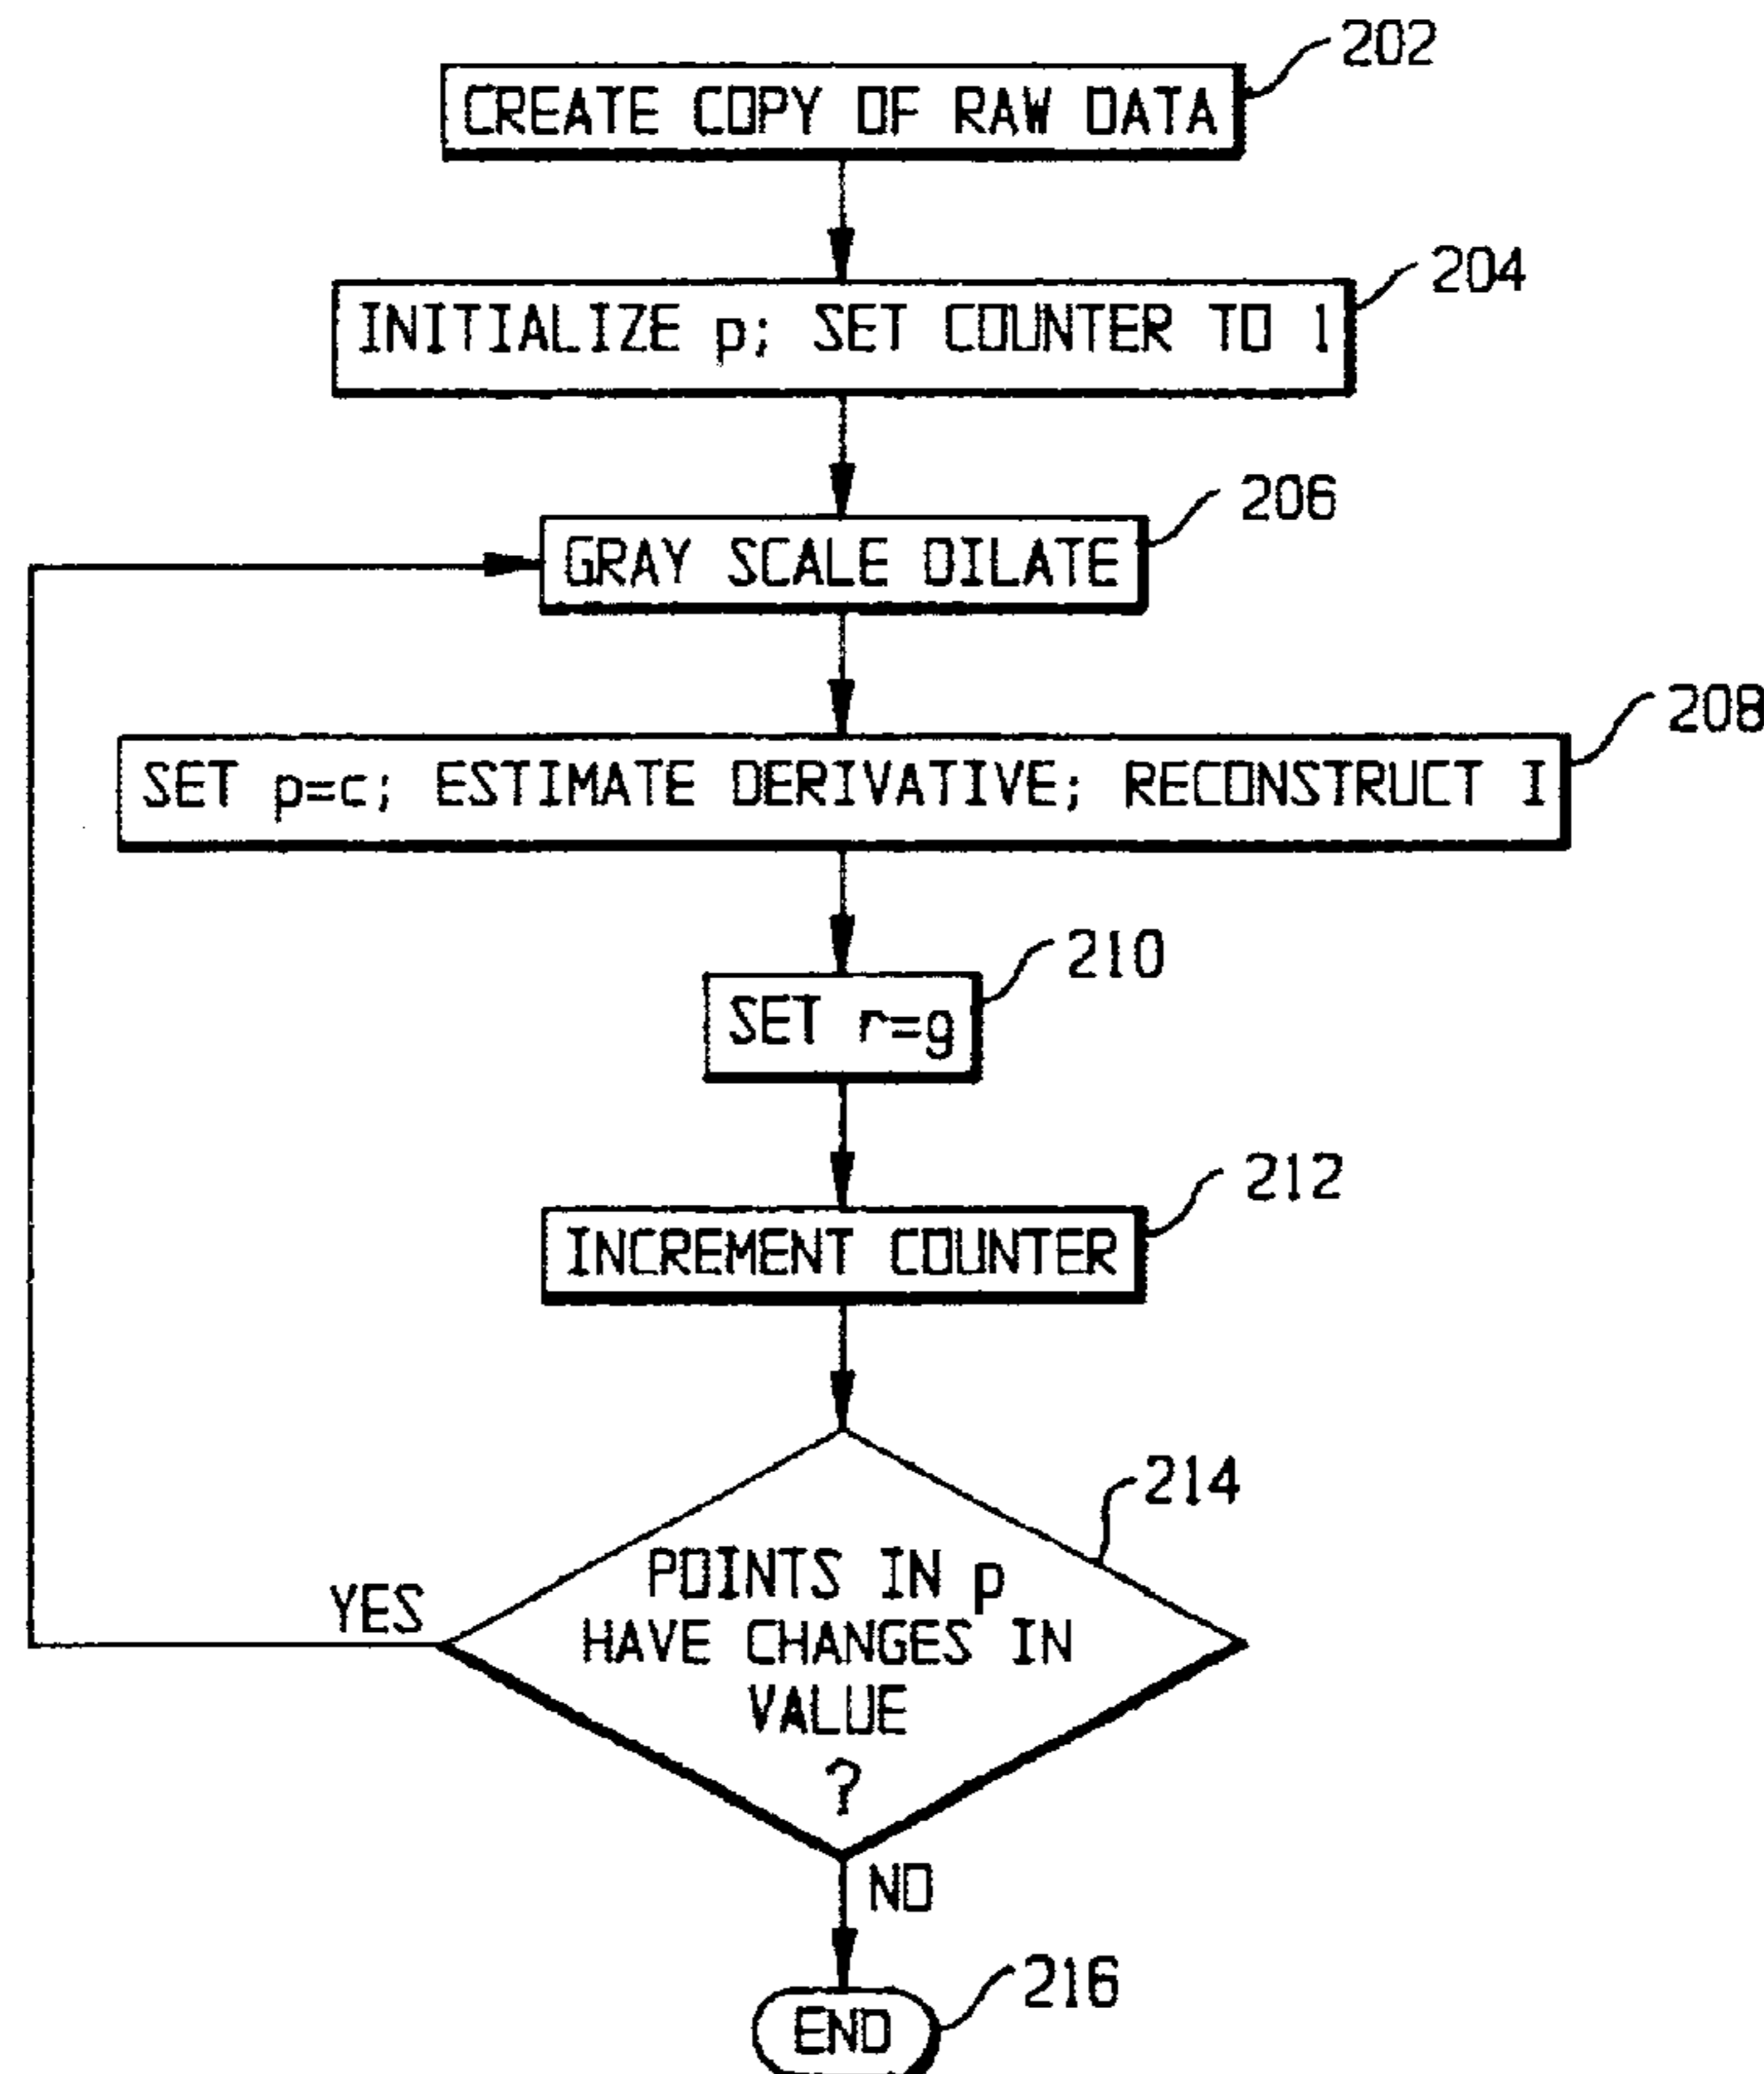 202
CREATE COPY OF RAW DATA
204
INITIALIZE p; SET COUNTER TO 1
206
GRAY SCALE DILATE
208
SET p=c; ESTIMATE DERIVATIVE; RECONSTRUCT I
210
SET r=g
212
INCREMENT COUNTER
214
POINTS IN p
HAVE CHANGES IN
VALUE
?
YES
NO
216
END